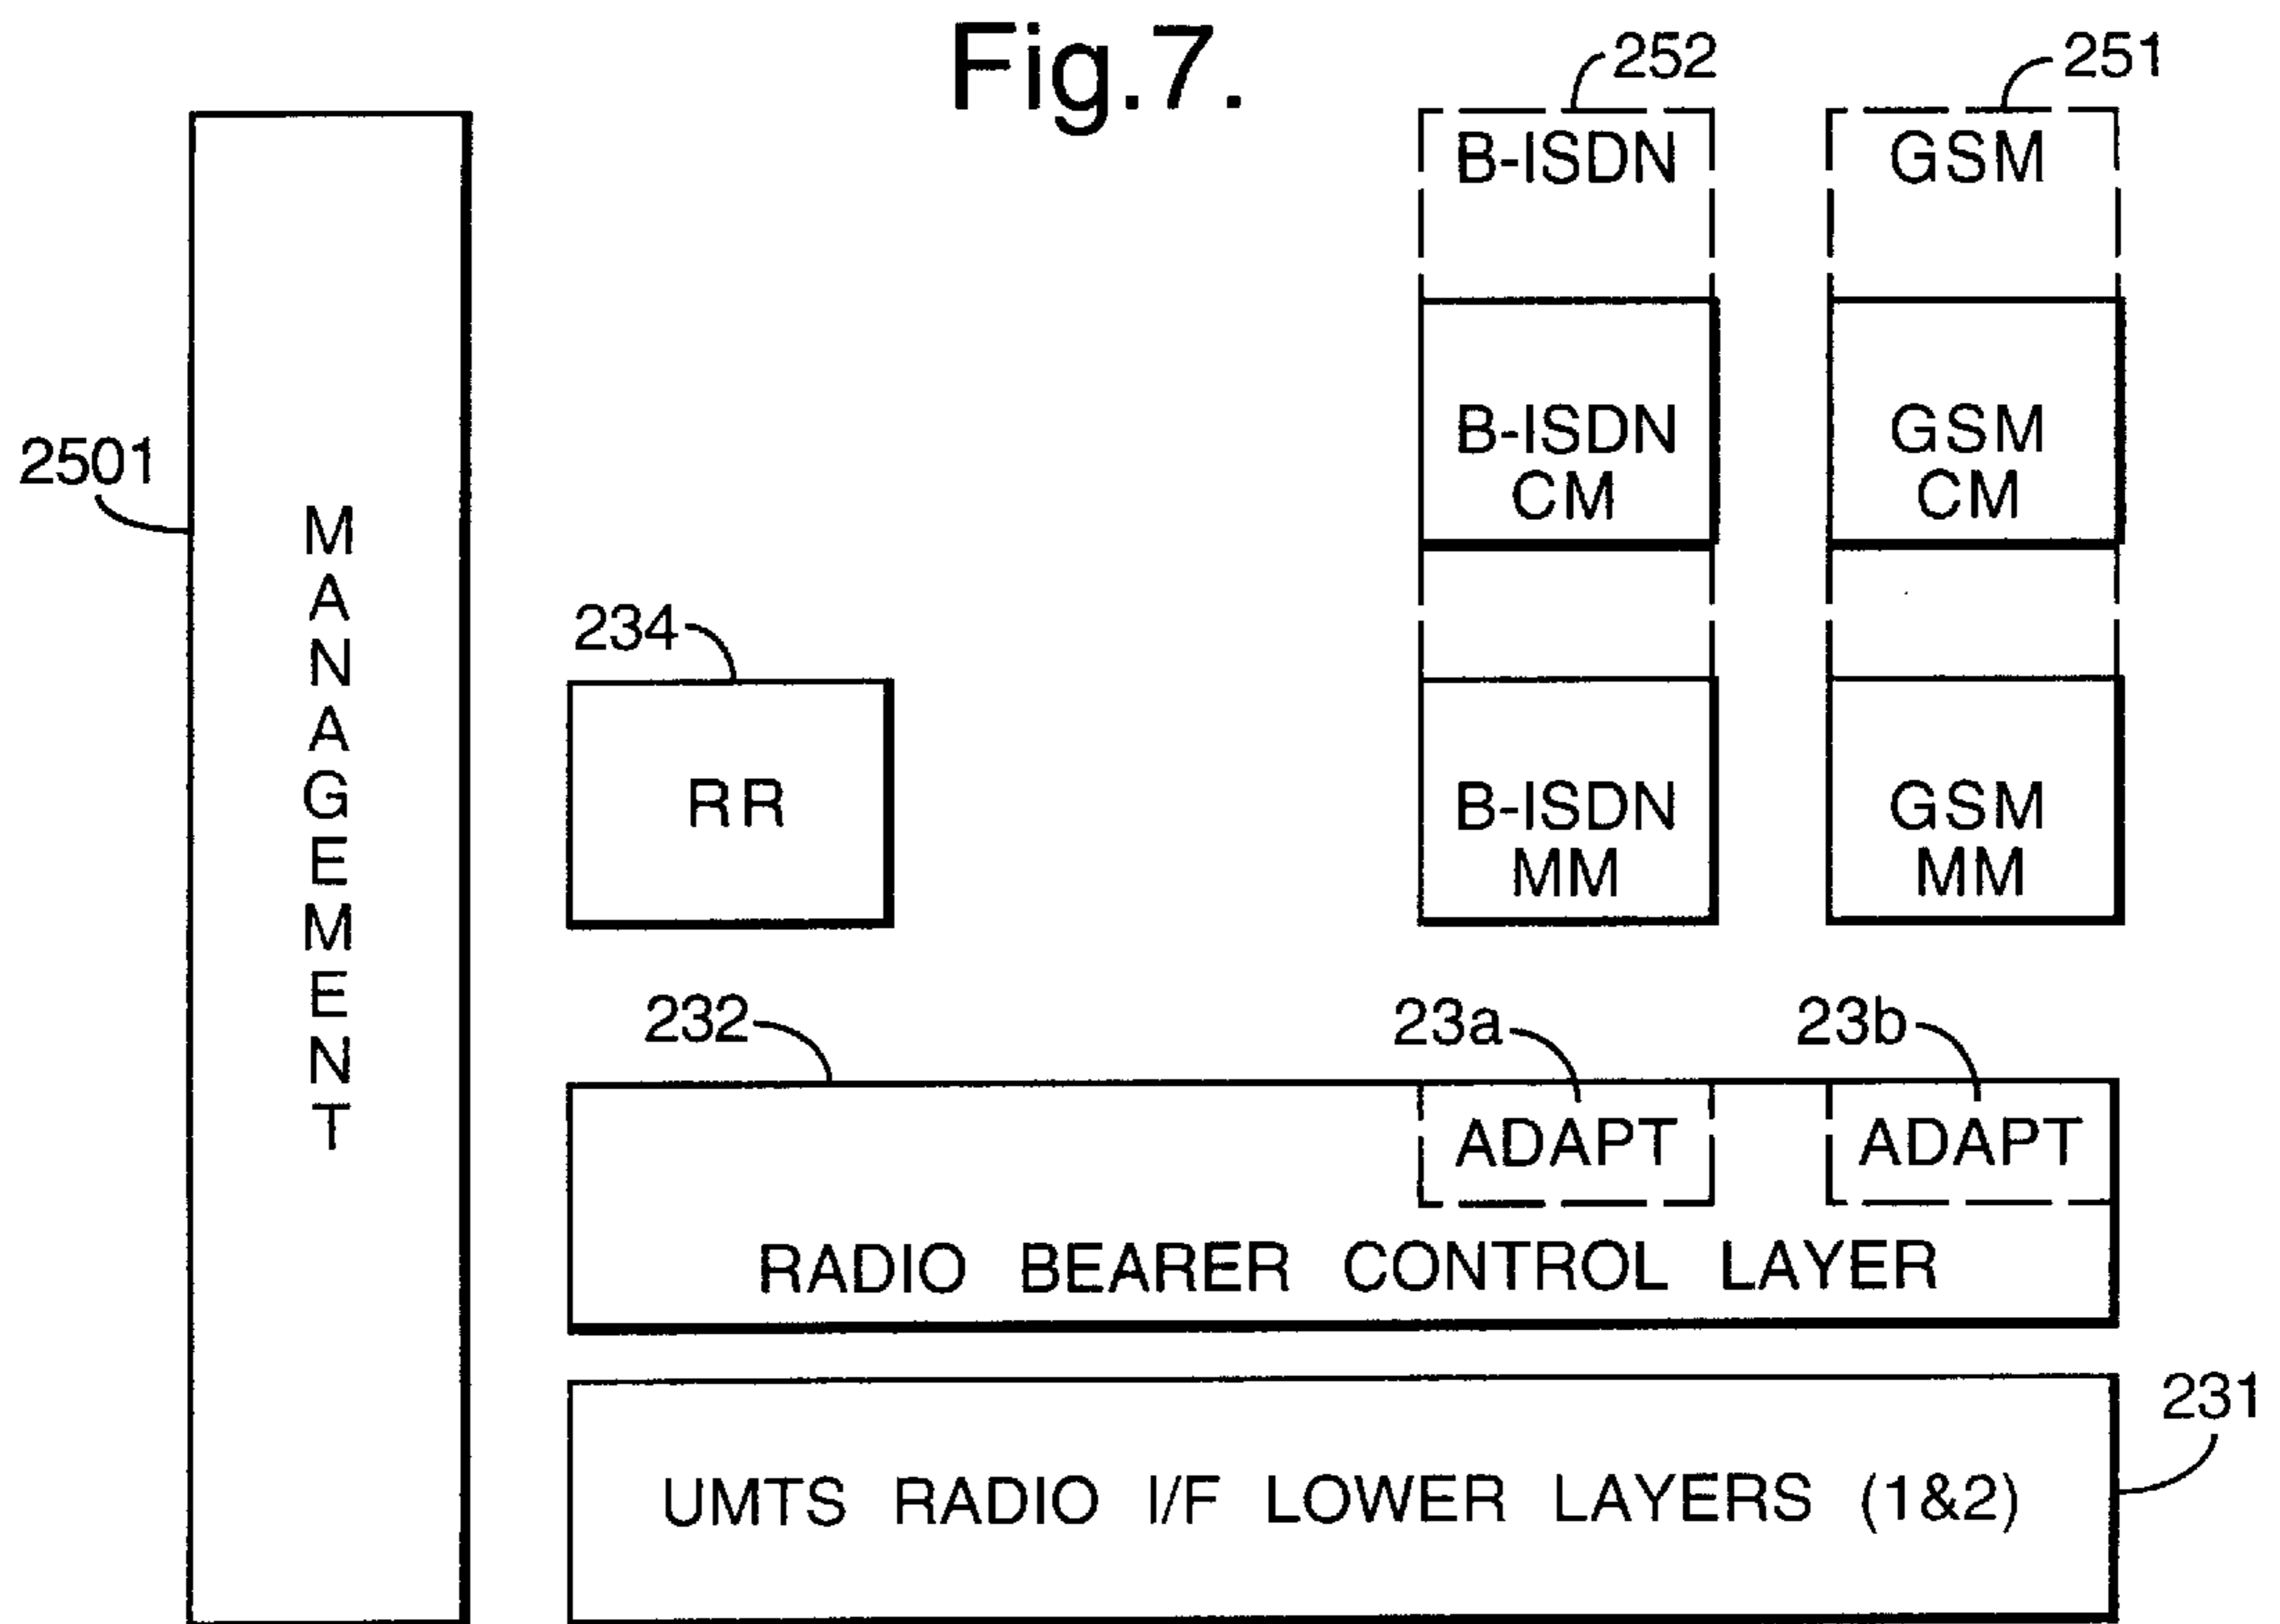 Fig.7.
252
251
B-ISDN
GSM
2501
MANAGEMENT
B-ISDN
CM
GSM
CM
234
RR
B-ISDN
MM
GSM
MM
232
23a
23b
ADAPT
ADAPT
RADIO BEARER CONTROL LAYER
231
UMTS RADIO I/F LOWER LAYERS (1&2)